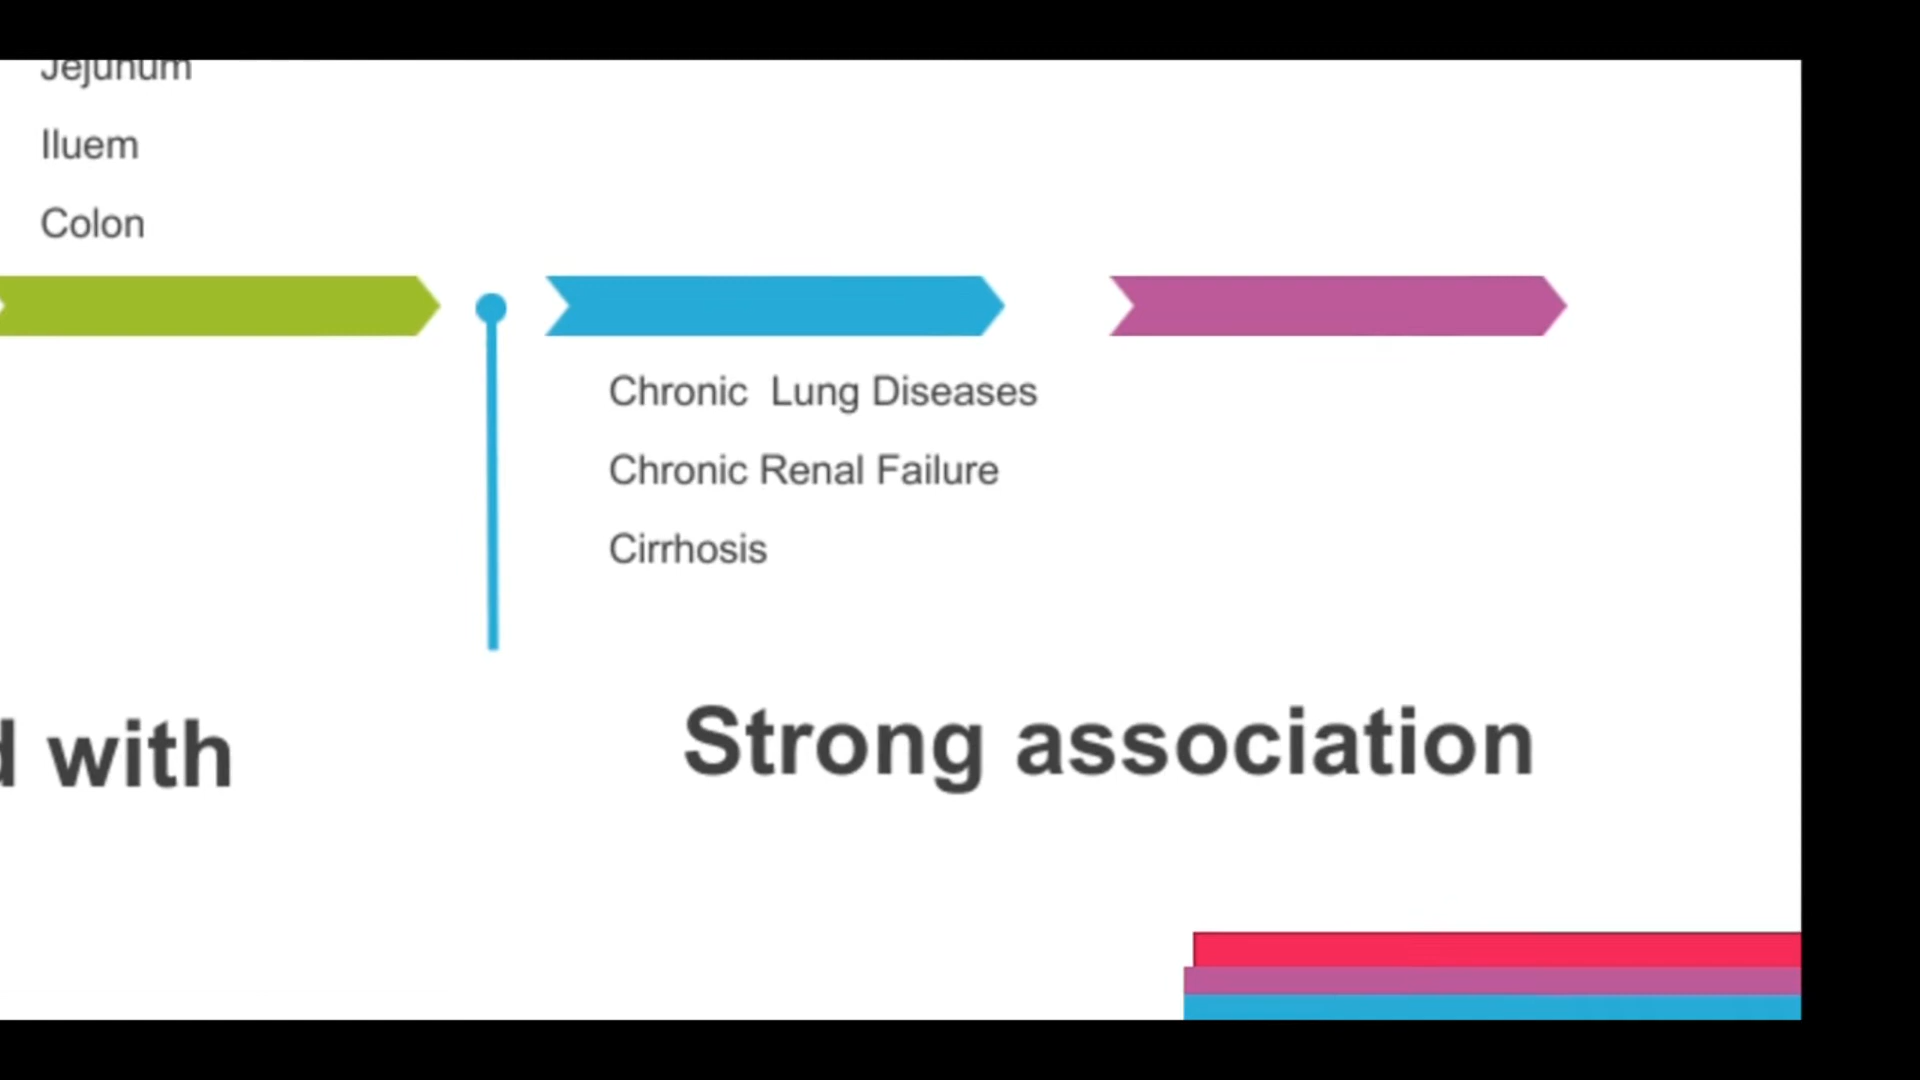 Jejunum
Iluem
Colon
Chronic  Lung Diseases
Chronic Renal Failure
Cirrhosis
with
Strong association